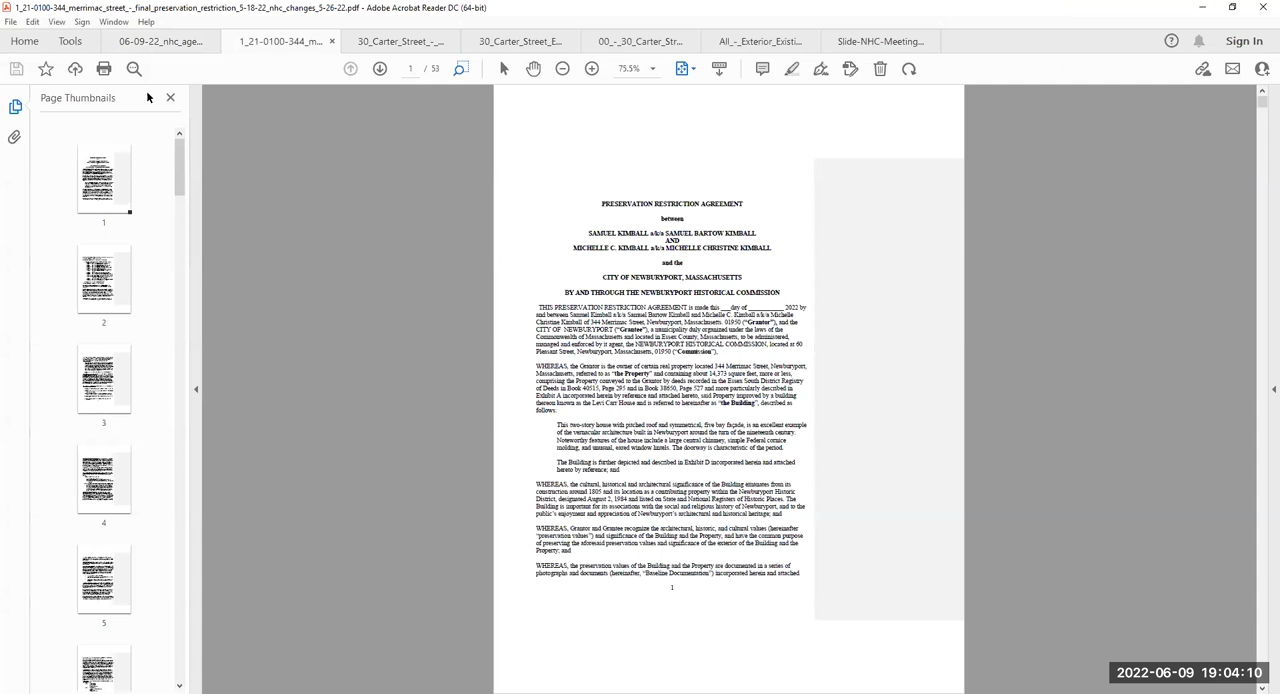 1_21-0100-344_merrimac_street_-_final_preservation_restriction_5-18-22_nhc_changes_5-26-22.pdf - Adobe Acrobat Reader DC (64-bit)
File Edit View Sign Window Help
Home Tools 06-09-22_nhc_age... 1_21-0100-344_m... × 30_Carter_Street_-_... 30_Carter_Street_E... 00_-_30_Carter_Str... All_-_Exterior_Existi... Slide-NHC-Meeting... Sign In
1 / 53 75.5%
Page Thumbnails
1
2
3
4
5
PRESERVATION RESTRICTION AGREEMENT
between
SAMUEL KIMBALL a/k/a SAMUEL BARTOW KIMBALL
AND
MICHELLE C. KIMBALL a/k/a MICHELLE CHRISTINE KIMBALL
and the
CITY OF NEWBURYPORT, MASSACHUSETTS
BY AND THROUGH THE NEWBURYPORT HISTORICAL COMMISSION
THIS PRESERVATION RESTRICTION AGREEMENT is made this ___day of __________ 2022 by
and between Samuel Kimball a/k/a Samuel Bartow Kimball and Michelle C. Kimball a/k/a Michelle
Christine Kimball of 344 Merrimac Street, Newburyport, Massachusetts. 01950 (“Grantor”), and the
CITY OF NEWBURYPORT (“Grantee”), a municipality duly organized under the laws of the
Commonwealth of Massachusetts and located in Essex County, Massachusetts, to be administered,
managed and enforced by it agent, the NEWBURYPORT HISTORICAL COMMISSION, located at 60
Pleasant Street, Newburyport, Massachusetts, 01950 (“Commission”),
WHEREAS, the Grantor is the owner of certain real property located 344 Merrimac Street, Newburyport,
Massachusetts, referred to as “the Property” and containing about 14,373 square feet, more or less,
comprising the Property conveyed to the Grantor by deeds recorded in the Essex South District Registry
of Deeds in Book 40515, Page 295 and in Book 38650, Page 527 and more particularly described in
Exhibit A incorporated herein by reference and attached hereto, said Property improved by a building
thereon known as the Levi Carr House and is referred to hereinafter as “the Building”, described as
follows:
This two-story house with pitched roof and symmetrical, five bay façade, is an excellent example
of the vernacular architecture built in Newburyport around the turn of the nineteenth century.
Noteworthy features of the house include a large central chimney, simple Federal cornice
molding, and unusual, eared window lintels. The doorway is characteristic of the period.
The Building is further depicted and described in Exhibit D incorporated herein and attached
hereto by reference; and
WHEREAS, the cultural, historical and architectural significance of the Building emanates from its
construction around 1805 and its location as a contributing property within the Newburyport Historic
District, designated August 2, 1984 and listed on State and National Registers of Historic Places. The
Building is important for its associations with the social and religious history of Newburyport, and to the
public’s enjoyment and appreciation of Newburyport’s architectural and historical heritage; and
WHEREAS, Grantor and Grantee recognize the architectural, historic, and cultural values (hereinafter
“preservation values”) and significance of the Building and the Property, and have the common purpose
of preserving the aforesaid preservation values and significance of the exterior of the Building and the
Property; and
WHEREAS, the preservation values of the Building and the Property are documented in a series of
photographs and documents (hereinafter, “Baseline Documentation”) incorporated herein and attached
1
2022-06-09 19:04:10